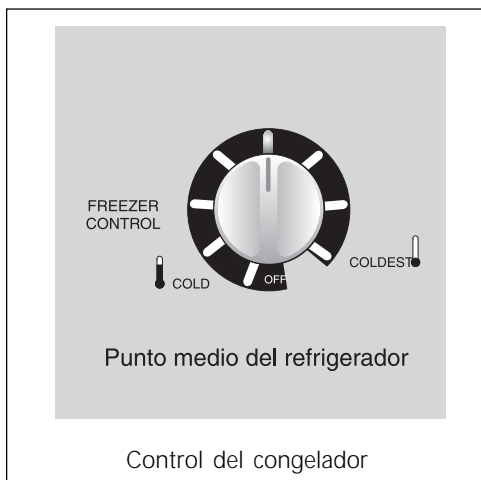 FREEZER
CONTROL
COLD
OFF
COLDEST
Punto medio del refrigerador
Control del congelador